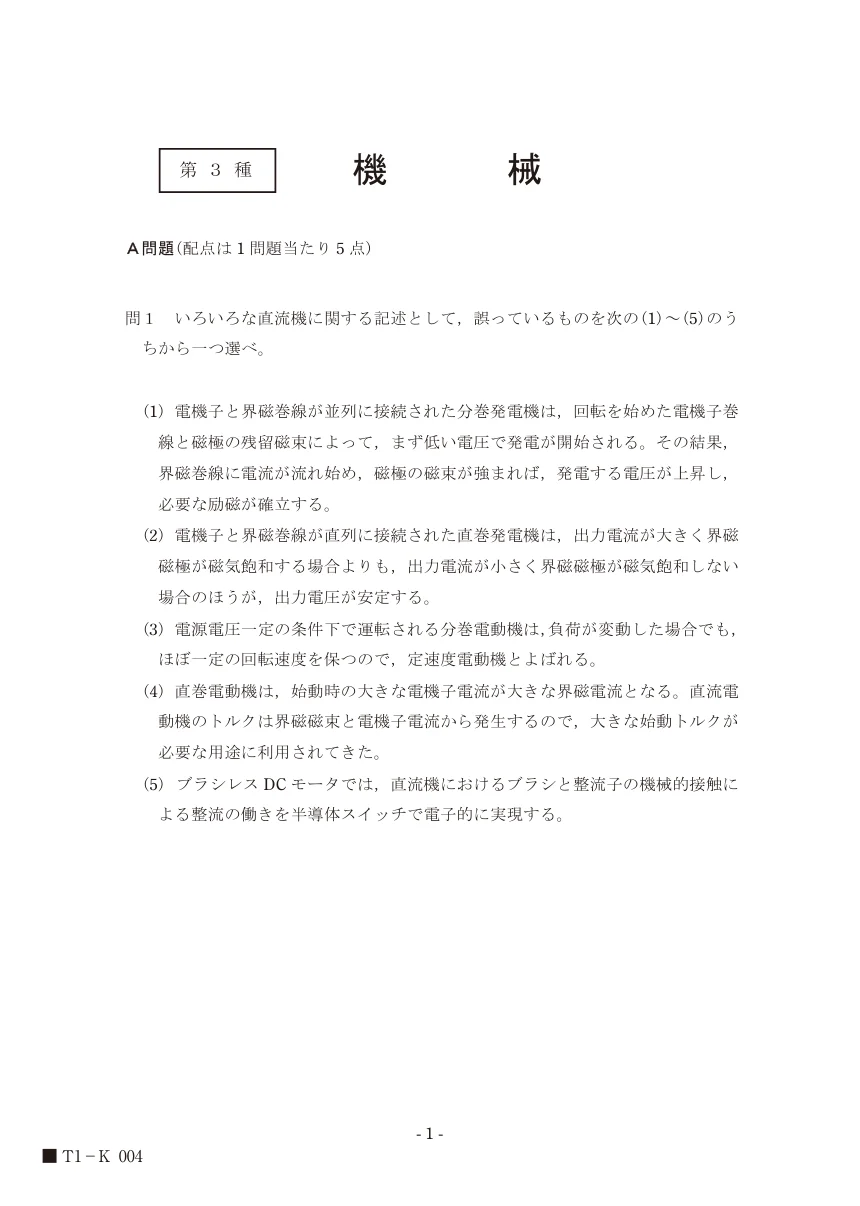 第 3 種
機 械
A問題(配点は1問題当たり5点)
問1 いろいろな直流機に関する記述として，誤っているものを次の(1)～(5)のう
ちから一つ選べ。
(1) 電機子と界磁巻線が並列に接続された分巻発電機は，回転を始めた電機子巻
線と磁極の残留磁束によって，まず低い電圧で発電が開始される。その結果，
界磁巻線に電流が流れ始め，磁極の磁束が強まれば，発電する電圧が上昇し，
必要な励磁が確立する。
(2) 電機子と界磁巻線が直列に接続された直巻発電機は，出力電流が大きく界磁
磁極が磁気飽和する場合よりも，出力電流が小さく界磁磁極が磁気飽和しない
場合のほうが，出力電圧が安定する。
(3) 電源電圧一定の条件下で運転される分巻電動機は，負荷が変動した場合でも，
ほぼ一定の回転速度を保つので，定速度電動機とよばれる。
(4) 直巻電動機は，始動時の大きな電機子電流が大きな界磁電流となる。直流電
動機のトルクは界磁磁束と電機子電流から発生するので，大きな始動トルクが
必要な用途に利用されてきた。
(5) ブラシレスDCモータでは，直流機におけるブラシと整流子の機械的接触に
よる整流の働きを半導体スイッチで電子的に実現する。
- 1 -
■ T1－K 004